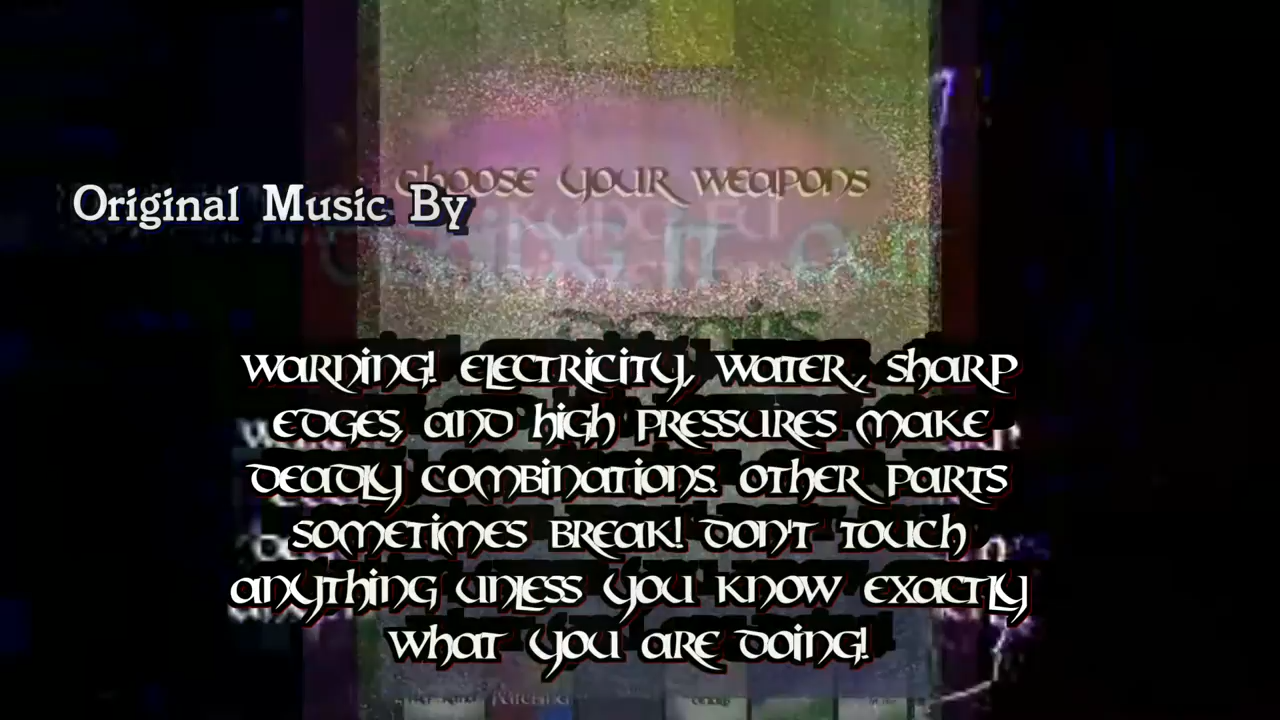 Choose your weapons
Original Music By
Warning! Electricity, water, sharp
edges, and high pressures make
deadly combinations. Other parts
sometimes break! Don't touch
anything unless you know exactly
what you are doing!